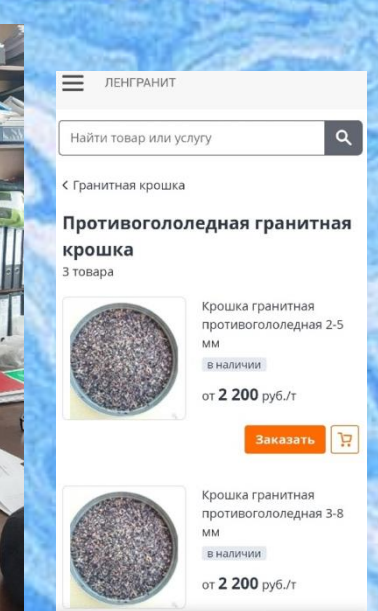 ЛЕНГРАНИТ
Найти товар или услугу
< Гранитная крошка
Противогололедная гранитная
крошка
3 товара
Крошка гранитная
противогололедная 2-5
мм
в наличии
от 2 200 руб./т
Заказать
Крошка гранитная
противогололедная 3-8
мм
в наличии
от 2 200 руб./т